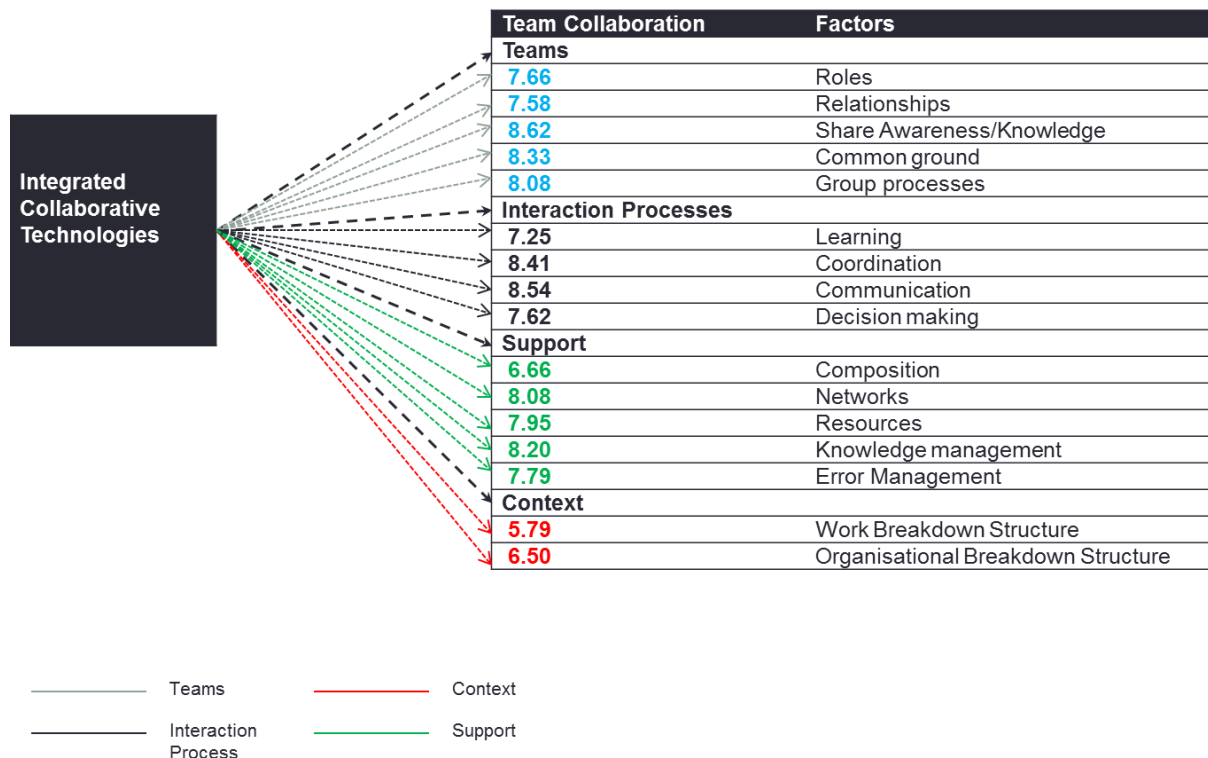 Team Collaboration Factors
Teams
7.66 Roles
7.58 Relationships
8.62 Share Awareness/Knowledge
8.33 Common ground
8.08 Group processes
Integrated
Collaborative
Technologies
Interaction Processes
7.25 Learning
8.41 Coordination
8.54 Communication
7.62 Decision making
Support
6.66 Composition
8.08 Networks
7.95 Resources
8.20 Knowledge management
7.79 Error Management
Context
5.79 Work Breakdown Structure
6.50 Organisational Breakdown Structure
Teams
Context
Interaction
Process
Support